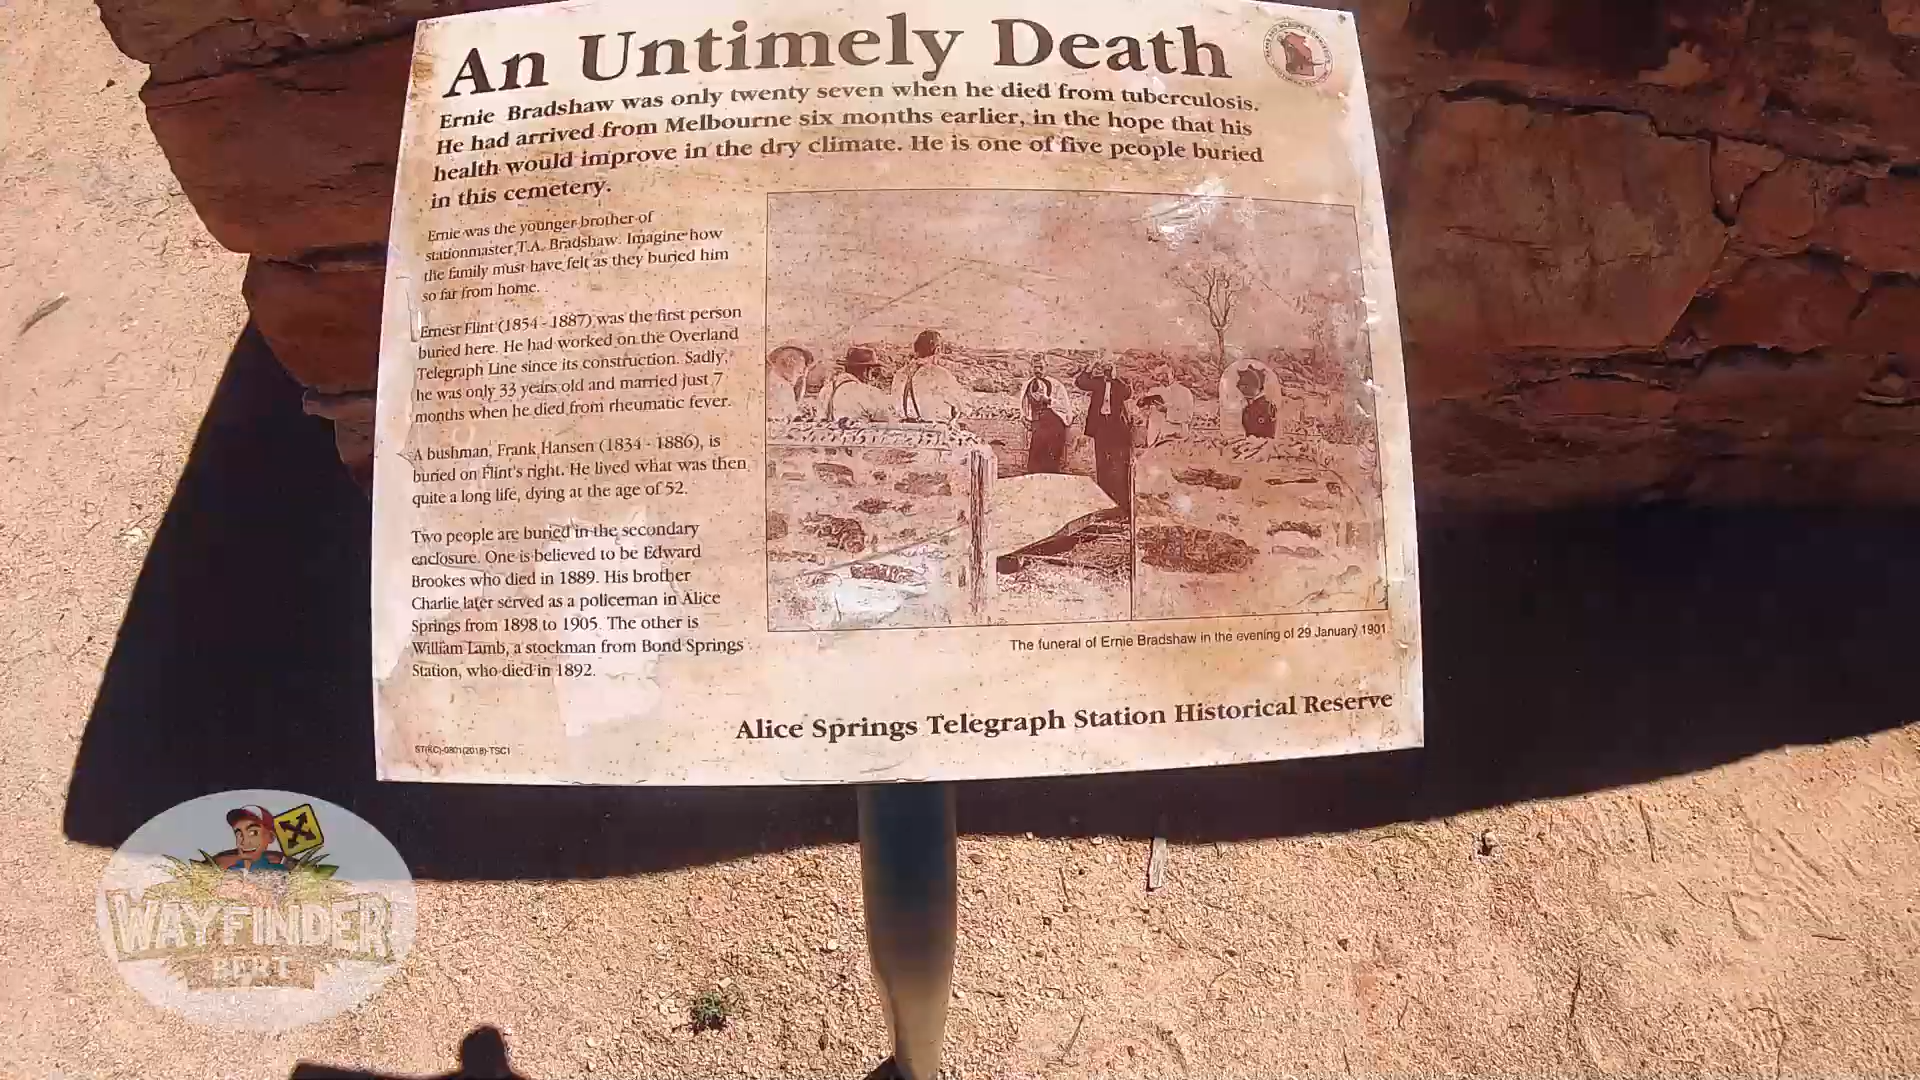 An Untimely Death
Ernie Bradshaw was only twenty seven when he died from tuberculosis.
He had arrived from Melbourne six months earlier, in the hope that his
health would improve in the dry climate. He is one of five people buried
in this cemetery.
Ernie was the younger brother of
stationmaster T.A. Bradshaw. Imagine how
the family must have felt as they buried him
so far from home.
Ernest Flint (1854 - 1887) was the first person
buried here. He had worked on the Overland
Telegraph Line since its construction. Sadly,
he was only 33 years old and married just 7
months when he died from rheumatic fever.
A bushman, Frank Hansen (1834 - 1886), is
buried on Flint's right. He lived what was then
quite a long life, dying at the age of 52.
Two people are buried in the secondary
enclosure. One is believed to be Edward
Brookes who died in 1889. His brother
Charlie later served as a policeman in Alice
Springs from 1898 to 1905. The other is
William Lamb, a stockman from Bond Springs
Station, who died in 1892.
The funeral of Ernie Bradshaw in the evening of 29 January 1901.
Alice Springs Telegraph Station Historical Reserve
WAYFINDER
BERT